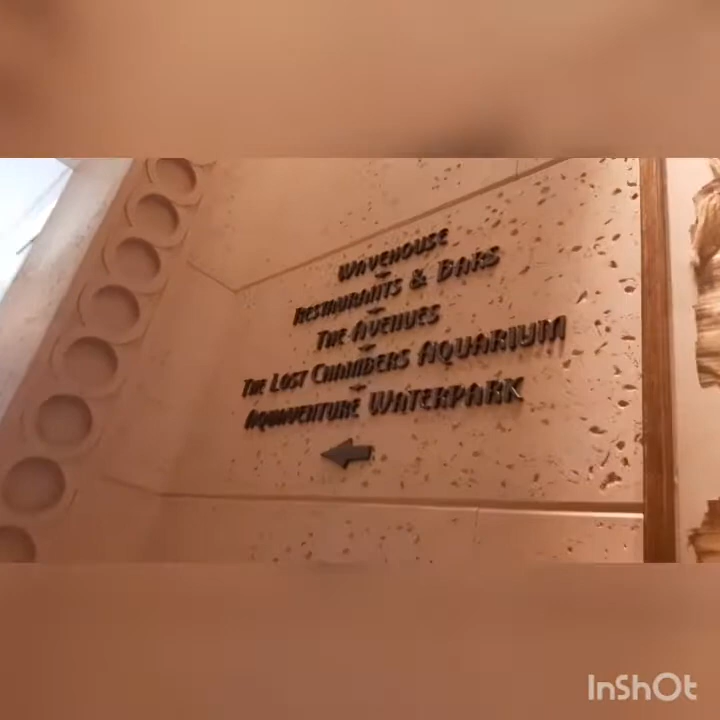 WAVEHOUSE
RESTAURANTS & BARS
THE AVENUES
THE LOST CHAMBERS AQUARIUM
AQUAVENTURE WATERPARK
InShOt